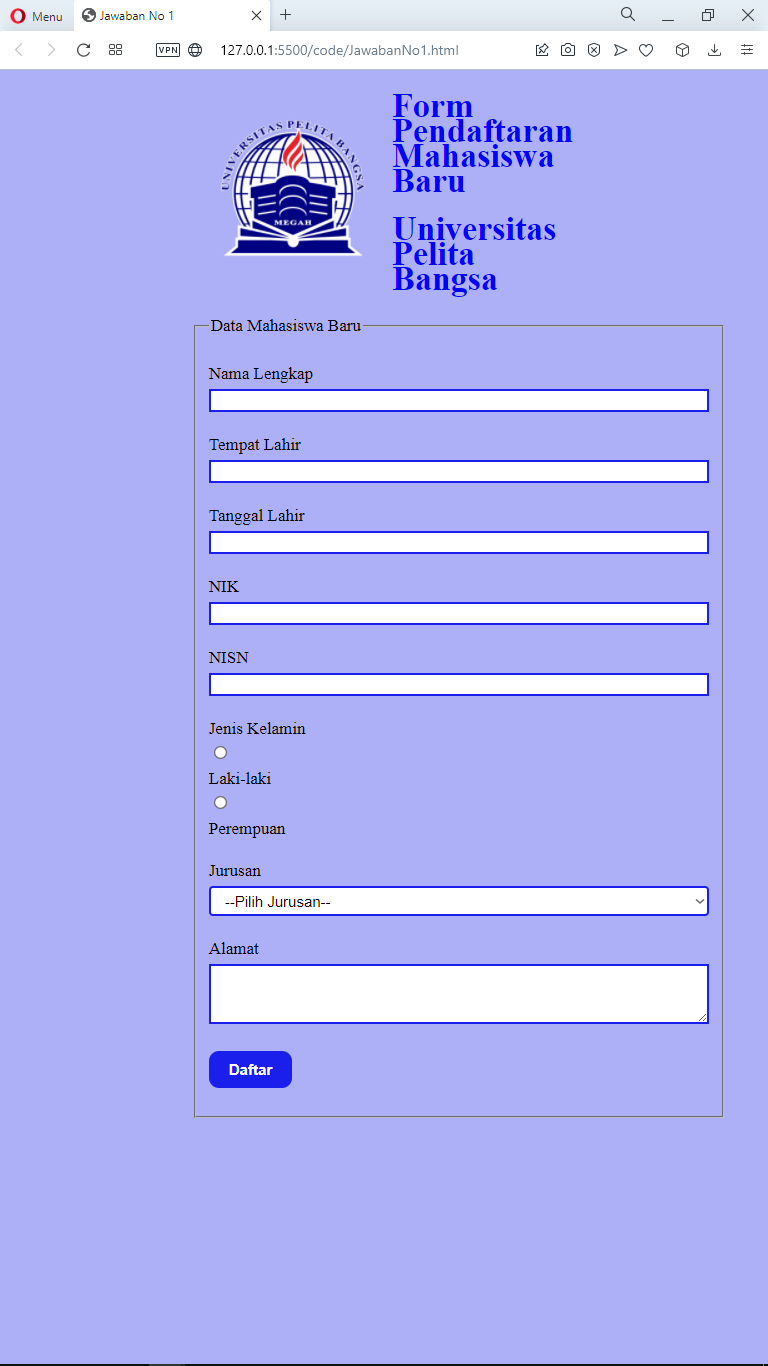 Menu
Jawaban No 1
VPN
127.0.0.1:5500/code/JawabanNo1.html
UNIVERSITAS PELITA BANGSA
MEGAH
Form
Pendaftaran
Mahasiswa
Baru
Universitas
Pelita
Bangsa
Data Mahasiswa Baru
Nama Lengkap
Tempat Lahir
Tanggal Lahir
NIK
NISN
Jenis Kelamin
Laki-laki
Perempuan
Jurusan
--Pilih Jurusan--
Alamat
Daftar